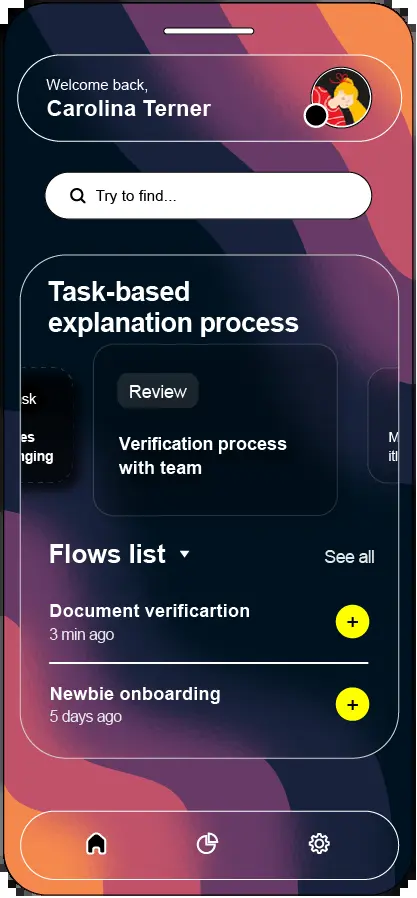 Welcome back,
Carolina Terner
Try to find...
Task-based
explanation process
sk
es
nging
Review
Verification process
with team
M
Flows list
See all
Document verificartion
3 min ago
+
Newbie onboarding
5 days ago
+